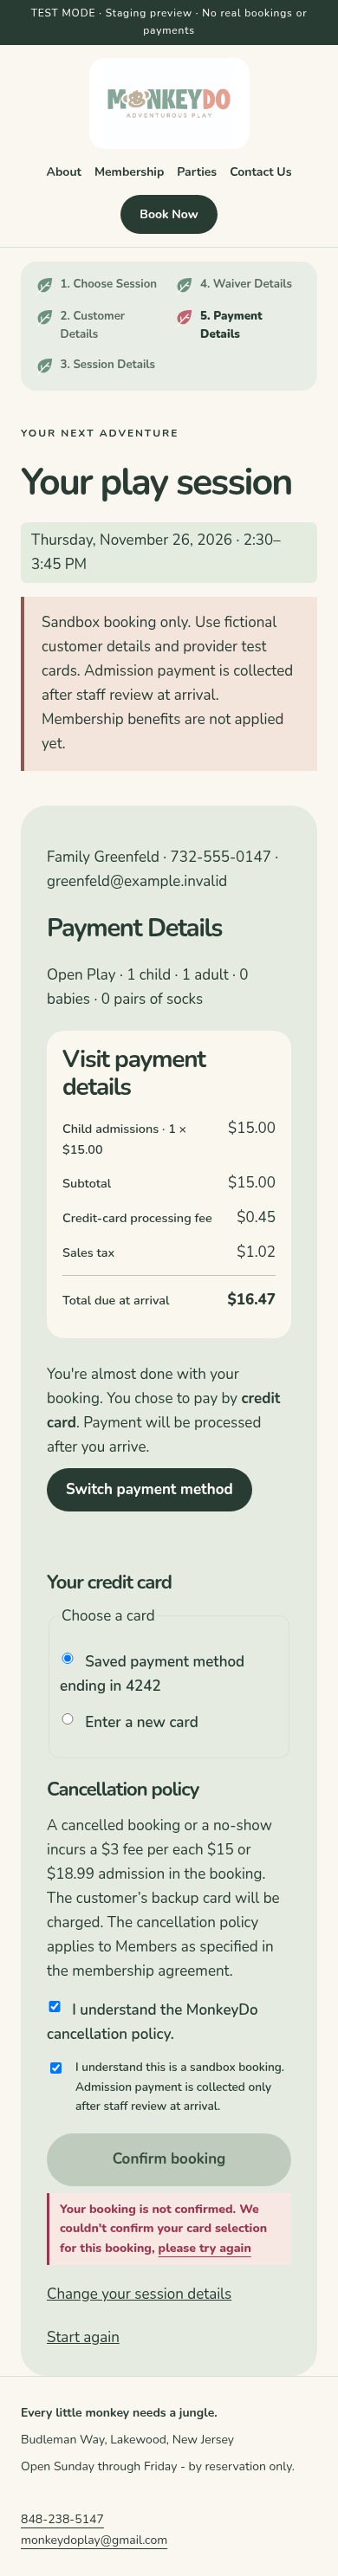 TEST MODE · Staging preview · No real bookings or
payments
MONKEYDO
ADVENTUROUS PLAY
About Membership Parties Contact Us
Book Now
1. Choose Session
2. Customer
Details
3. Session Details
4. Waiver Details
5. Payment
Details
YOUR NEXT ADVENTURE
Your play session
Thursday, November 26, 2026 · 2:30–
3:45 PM
Sandbox booking only. Use fictional
customer details and provider test
cards. Admission payment is collected
after staff review at arrival.
Membership benefits are not applied
yet.
Family Greenfeld · 732-555-0147 ·
greenfeld@example.invalid
Payment Details
Open Play · 1 child · 1 adult · 0
babies · 0 pairs of socks
Visit payment
details
Child admissions · 1 ×
$15.00
$15.00
Subtotal $15.00
Credit-card processing fee $0.45
Sales tax $1.02
Total due at arrival $16.47
You're almost done with your
booking. You chose to pay by credit
card. Payment will be processed
after you arrive.
Switch payment method
Your credit card
Choose a card
Saved payment method
ending in 4242
Enter a new card
Cancellation policy
A cancelled booking or a no-show
incurs a $3 fee per each $15 or
$18.99 admission in the booking.
The customer’s backup card will be
charged. The cancellation policy
applies to Members as specified in
the membership agreement.
I understand the MonkeyDo
cancellation policy.
I understand this is a sandbox booking.
Admission payment is collected only
after staff review at arrival.
Confirm booking
Your booking is not confirmed. We
couldn't confirm your card selection
for this booking, please try again
Change your session details
Start again
Every little monkey needs a jungle.
Budleman Way, Lakewood, New Jersey
Open Sunday through Friday - by reservation only.
848-238-5147
monkeydoplay@gmail.com